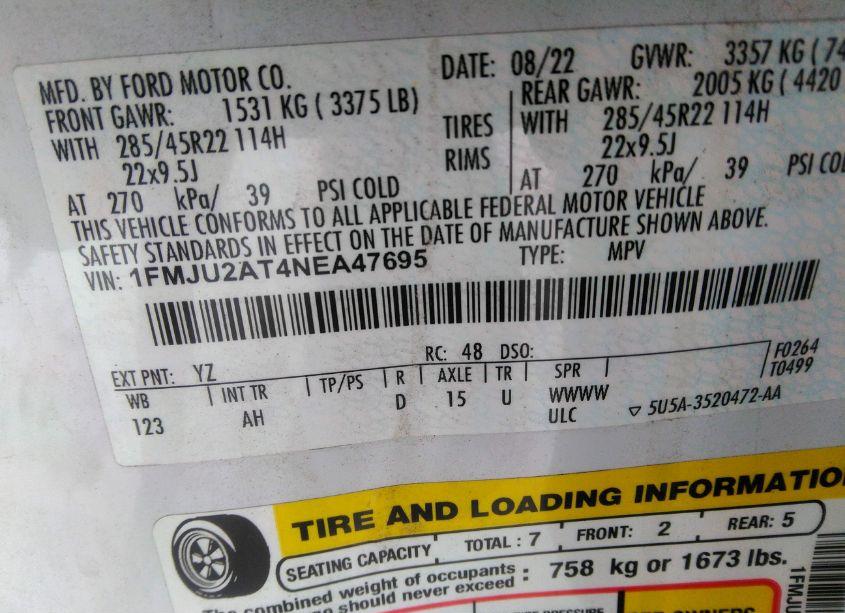 MFD. BY FORD MOTOR CO.
DATE: 08/22 GVWR: 3357 KG ( 74
FRONT GAWR: 1531 KG ( 3375 LB)
REAR GAWR: 2005 KG ( 4420
WITH 285/45R22 114H TIRES WITH 285/45R22 114H
22x9.5J RIMS 22x9.5J
AT 270 kPa/ 39 PSI COLD AT 270 kPa/ 39 PSI COL
THIS VEHICLE CONFORMS TO ALL APPLICABLE FEDERAL MOTOR VEHICLE
SAFETY STANDARDS IN EFFECT ON THE DATE OF MANUFACTURE SHOWN ABOVE.
VIN: 1FMJU2AT4NEA47695 TYPE: MPV
EXT PNT: YZ RC: 48 DSO: F0264
T0499
WB INT TR TP/PS R AXLE TR SPR
123 AH D 15 U WWWW
ULC
5U5A-3520472-AA
TIRE AND LOADING INFORMATION
SEATING CAPACITY TOTAL : 7 FRONT: 2 REAR: 5
The combined weight of occupants : 758 kg or 1673 lbs.
should never exceed
1FMJU